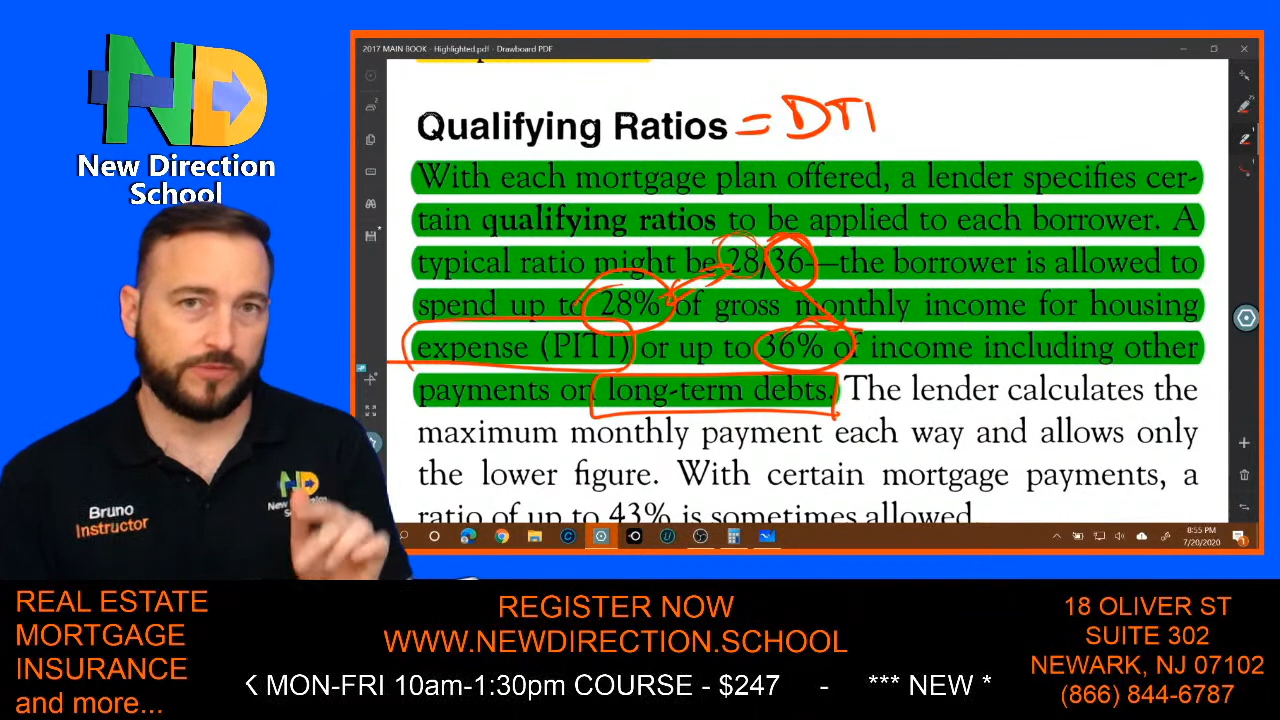 ND
New Direction
School
2017 MAIN BOOK - Highlighted.pdf - Drawboard PDF
Qualifying Ratios = DTI
With each mortgage plan offered, a lender specifies cer-
tain qualifying ratios to be applied to each borrower. A
typical ratio might be 28/36—the borrower is allowed to
spend up to 28% of gross monthly income for housing
expense (PITI) or up to 36% of income including other
payments on long-term debts. The lender calculates the
maximum monthly payment each way and allows only
the lower figure. With certain mortgage payments, a
ratio of up to 43% is sometimes allowed.
8:55 PM
7/20/2020
Bruno
Instructor
ND
REAL ESTATE
MORTGAGE
INSURANCE
and more...
REGISTER NOW
WWW.NEWDIRECTION.SCHOOL
MON-FRI 10am-1:30pm COURSE - $247 - *** NEW *
18 OLIVER ST
SUITE 302
NEWARK, NJ 07102
(866) 844-6787